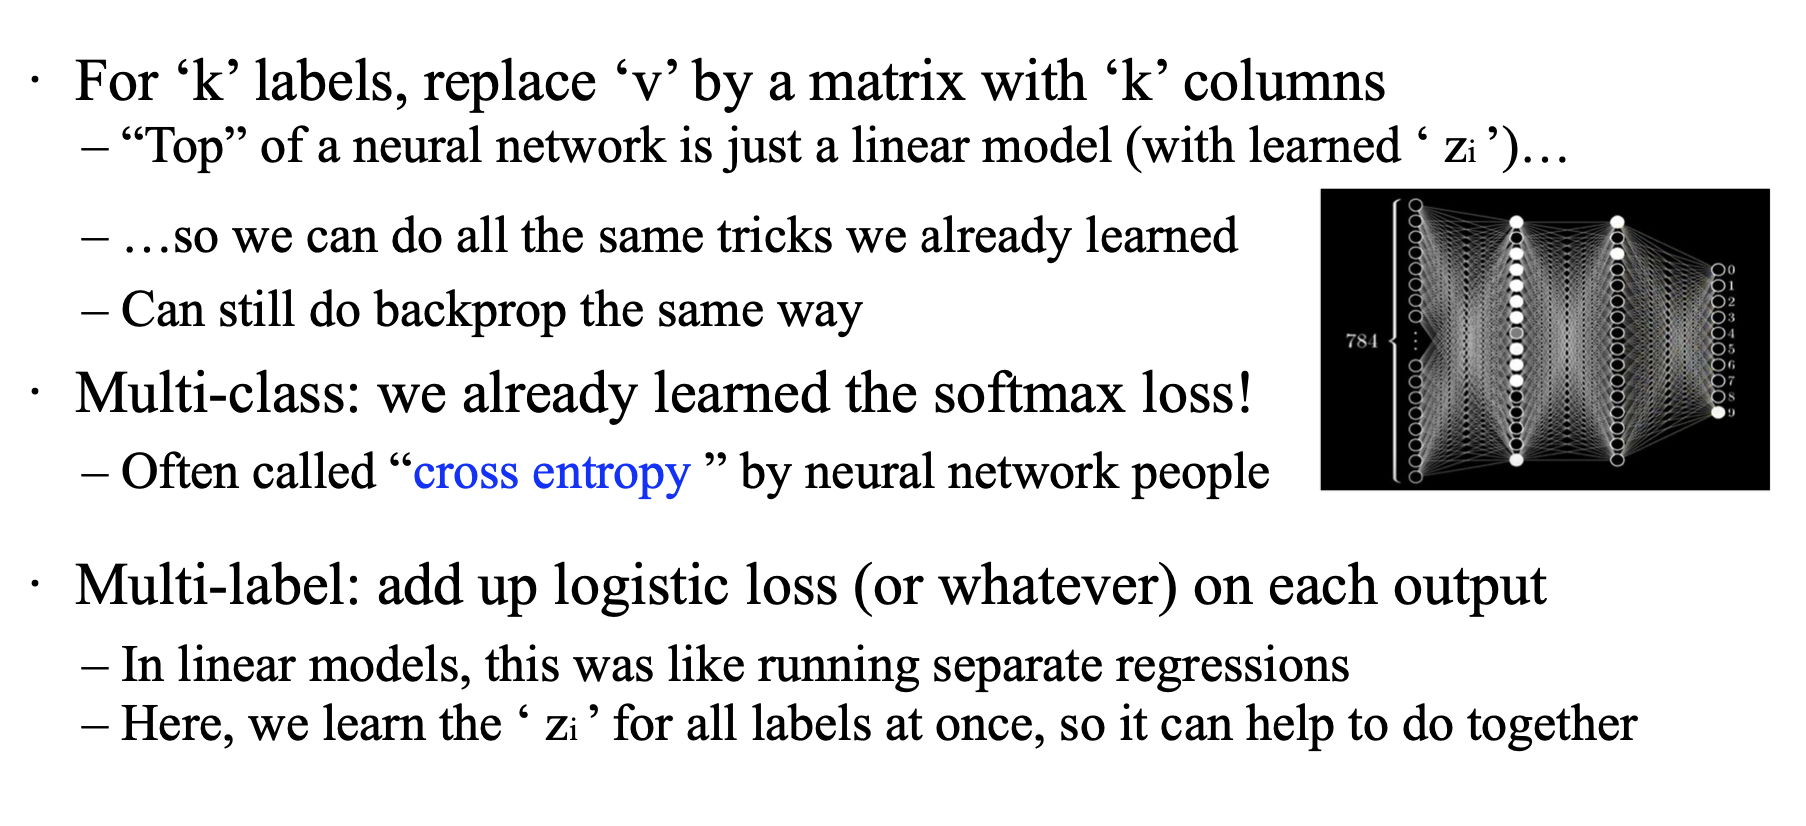 · For ‘k’ labels, replace ‘v’ by a matrix with ‘k’ columns
– “Top” of a neural network is just a linear model (with learned ‘ zi ’)…
– …so we can do all the same tricks we already learned
– Can still do backprop the same way
· Multi-class: we already learned the softmax loss!
– Often called “cross entropy ” by neural network people
784
0
1
2
3
4
5
6
7
8
9
· Multi-label: add up logistic loss (or whatever) on each output
– In linear models, this was like running separate regressions
– Here, we learn the ‘ zi ’ for all labels at once, so it can help to do together